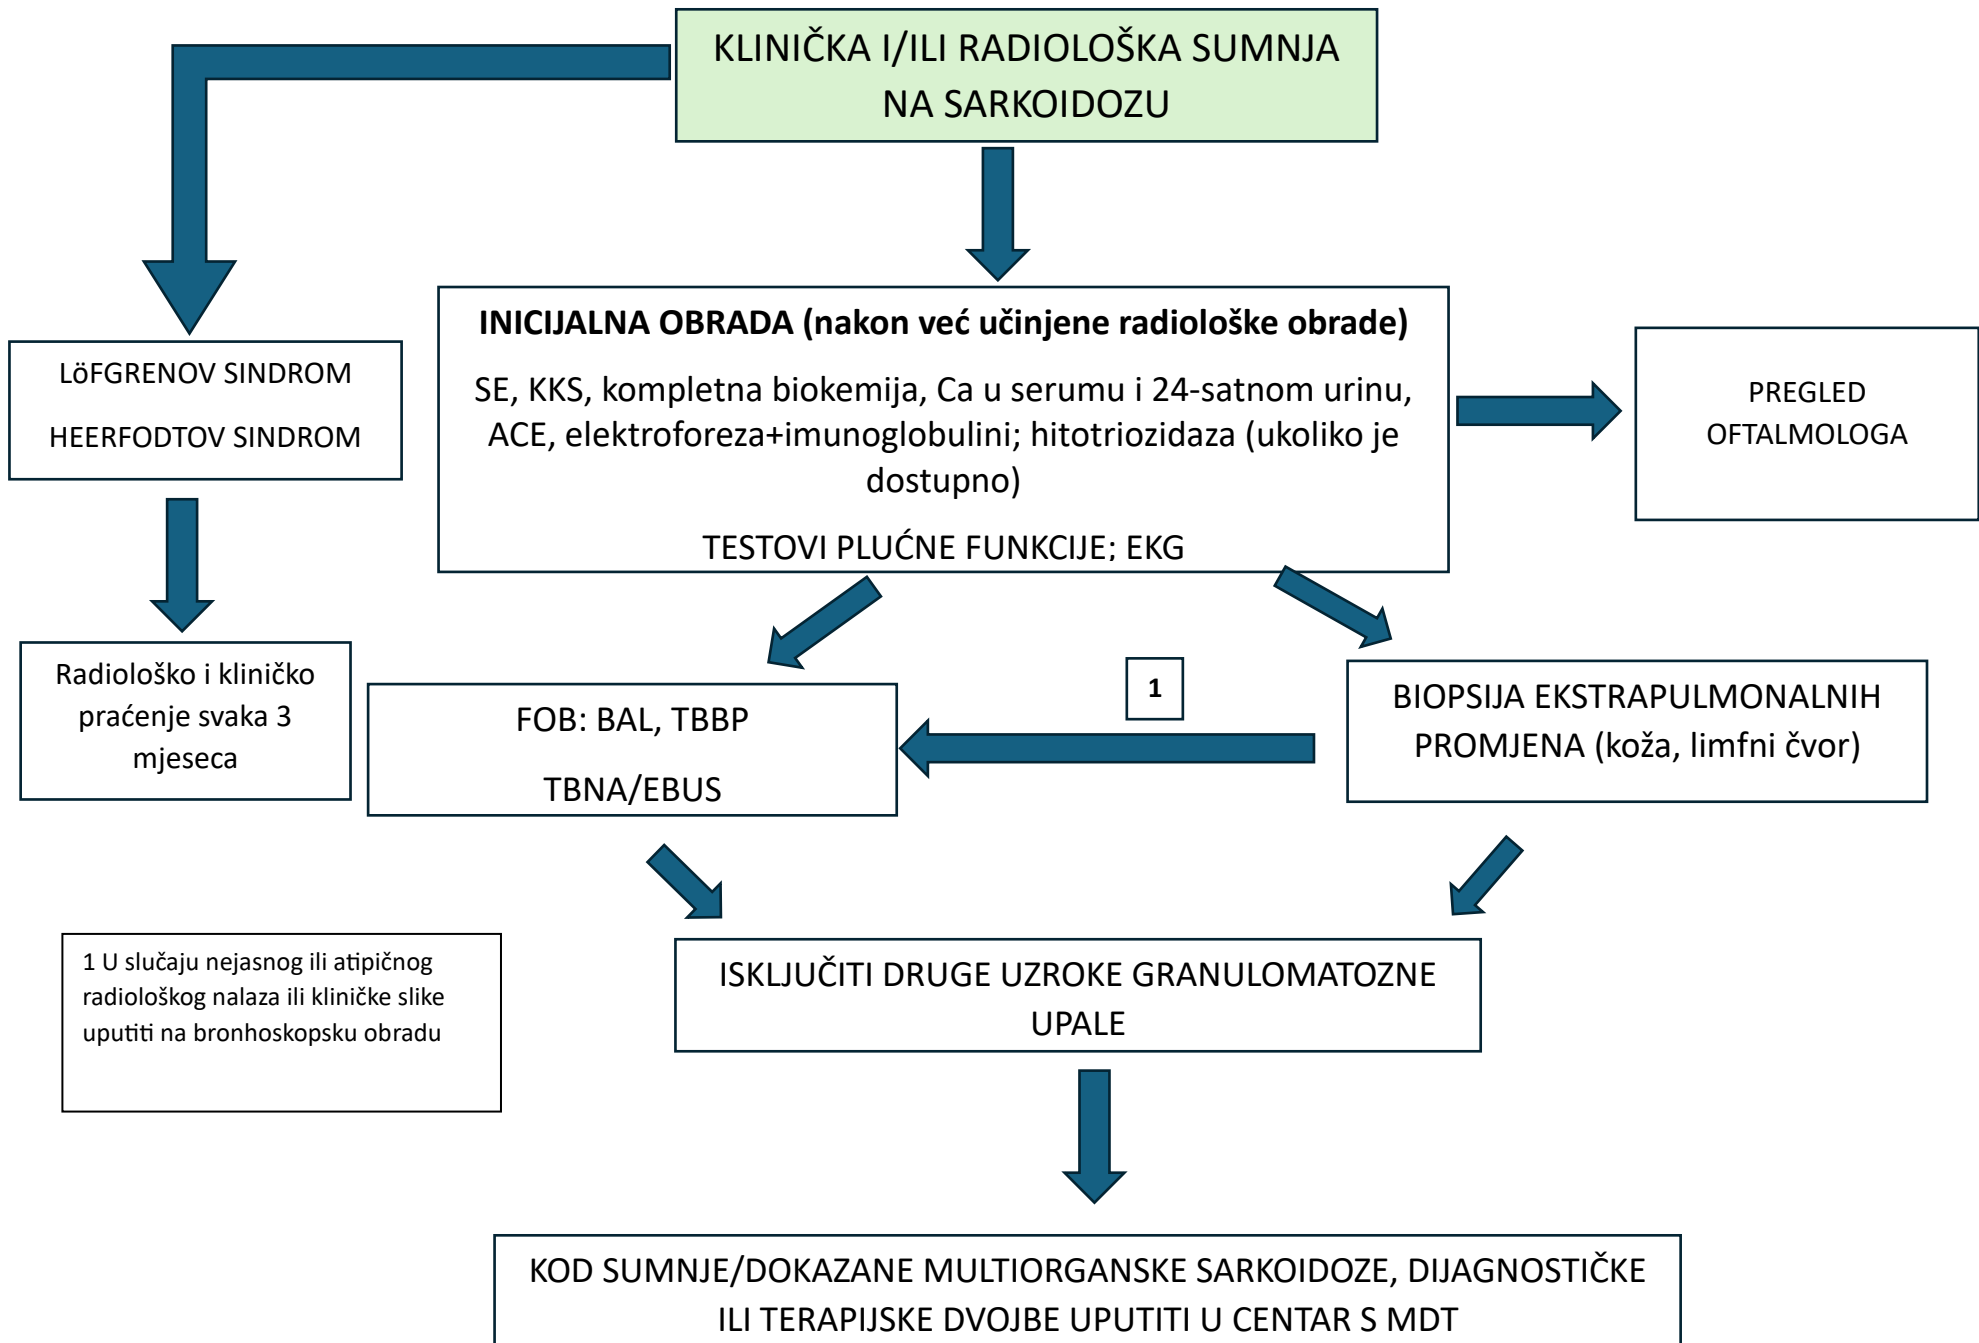 KLINIČKA I/ILI RADIOLOŠKA SUMNJA
NA SARKOIDOZU
INICIJALNA OBRADA (nakon već učinjene radiološke obrade)
SE, KKS, kompletna biokemija, Ca u serumu i 24-satnom urinu,
ACE, elektroforeza+imunoglobulini; hitotriozidaza (ukoliko je
dostupno)
TESTOVI PLUĆNE FUNKCIJE; EKG
LöFGRENOV SINDROM
HEERFODTOV SINDROM
PREGLED
OFTALMOLOGA
Radiološko i kliničko
praćenje svaka 3
mjeseca
FOB: BAL, TBBP
TBNA/EBUS
1
BIOPSIJA EKSTRAPULMONALNIH
PROMJENA (koža, limfni čvor)
1 U slučaju nejasnog ili atipičnog
radiološkog nalaza ili kliničke slike
uputiti na bronhoskopsku obradu
ISKLJUČITI DRUGE UZROKE GRANULOMATOZNE
UPALE
KOD SUMNJE/DOKAZANE MULTIORGANSKE SARKOIDOZE, DIJAGNOSTIČKE
ILI TERAPIJSKE DVOJBE UPUTITI U CENTAR S MDT